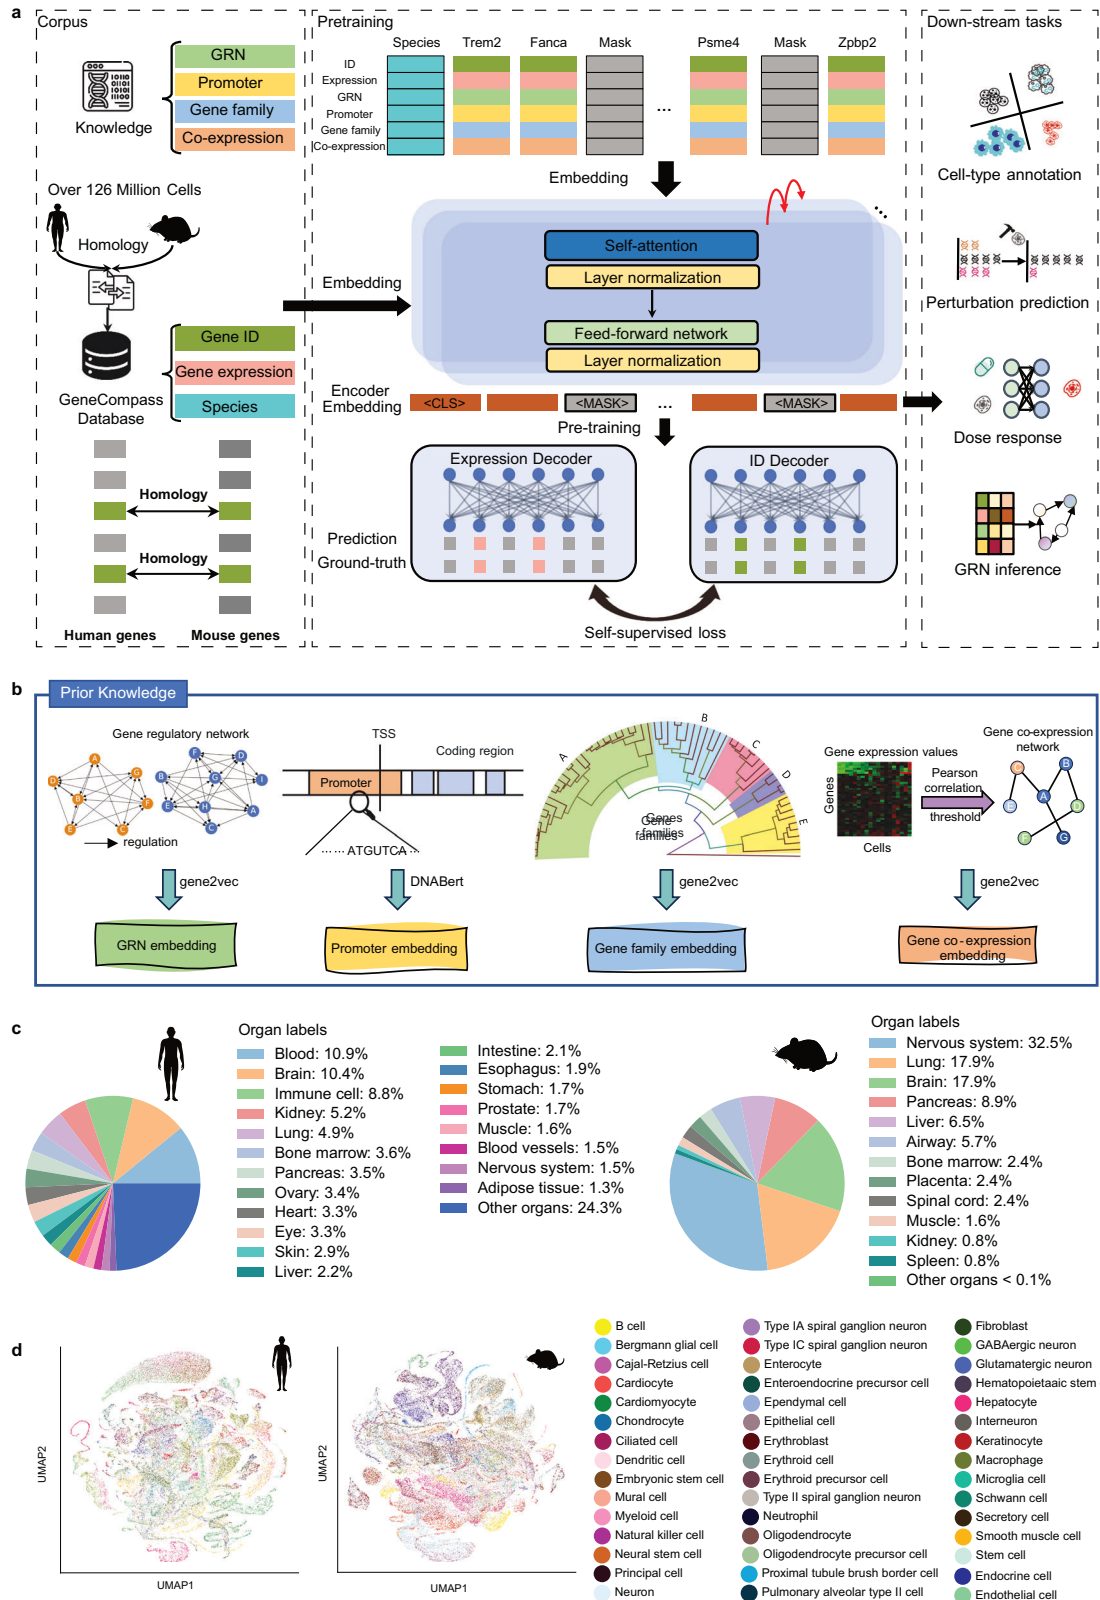 a
Corpus
Knowledge
GRN
Promoter
Gene family
Co-expression
Over 126 Million Cells
Homology
GeneCompass
Database
Gene ID
Gene expression
Species
Homology
Homology
Human genes
Mouse genes
Pretraining
Species
Trem2
Fanca
Mask
Psme4
Mask
Zpbp2
ID
Expression
GRN
Promoter
Gene family
Co-expression
...
Embedding
...
Self-attention
Layer normalization
Feed-forward network
Layer normalization
Embedding
Encoder
Embedding
<CLS>
<MASK>
...
<MASK>
Pre-training
Expression Decoder
ID Decoder
Prediction
Ground-truth
Self-supervised loss
Down-stream tasks
Cell-type annotation
Perturbation prediction
Dose response
GRN inference
b
Prior Knowledge
Gene regulatory network
A
D
G
B
F
E
C
F
D
B
G
I
E
H
A
C
regulation
gene2vec
GRN embedding
TSS
Coding region
Promoter
... ... ATGUTCA ...
DNABert
Promoter embedding
A
B
C
D
E
Genes
families
Gene
families
gene2vec
Gene family embedding
Gene expression values
Genes
Cells
Pearson
correlation
threshold
Gene co-expression
network
C
B
A
E
D
F
G
gene2vec
Gene co-expression
embedding
c
Organ labels
Blood: 10.9%
Brain: 10.4%
Immune cell: 8.8%
Kidney: 5.2%
Lung: 4.9%
Bone marrow: 3.6%
Pancreas: 3.5%
Ovary: 3.4%
Heart: 3.3%
Eye: 3.3%
Skin: 2.9%
Liver: 2.2%
Intestine: 2.1%
Esophagus: 1.9%
Stomach: 1.7%
Prostate: 1.7%
Muscle: 1.6%
Blood vessels: 1.5%
Nervous system: 1.5%
Adipose tissue: 1.3%
Other organs: 24.3%
Organ labels
Nervous system: 32.5%
Lung: 17.9%
Brain: 17.9%
Pancreas: 8.9%
Liver: 6.5%
Airway: 5.7%
Bone marrow: 2.4%
Placenta: 2.4%
Spinal cord: 2.4%
Muscle: 1.6%
Kidney: 0.8%
Spleen: 0.8%
Other organs < 0.1%
d
UMAP2
UMAP1
UMAP2
UMAP1
B cell
Bergmann glial cell
Cajal-Retzius cell
Cardiocyte
Cardiomyocyte
Chondrocyte
Ciliated cell
Dendritic cell
Embryonic stem cell
Mural cell
Myeloid cell
Natural killer cell
Neural stem cell
Principal cell
Neuron
Type IA spiral ganglion neuron
Type IC spiral ganglion neuron
Enterocyte
Enteroendocrine precursor cell
Ependymal cell
Epithelial cell
Erythroblast
Erythroid cell
Erythroid precursor cell
Type II spiral ganglion neuron
Neutrophil
Oligodendrocyte
Oligodendrocyte precursor cell
Proximal tubule brush border cell
Pulmonary alveolar type II cell
Fibroblast
GABAergic neuron
Glutamatergic neuron
Hematopoietaaic stem
Hepatocyte
Interneuron
Keratinocyte
Macrophage
Microglia cell
Schwann cell
Secretory cell
Smooth muscle cell
Stem cell
Endocrine cell
Endothelial cell